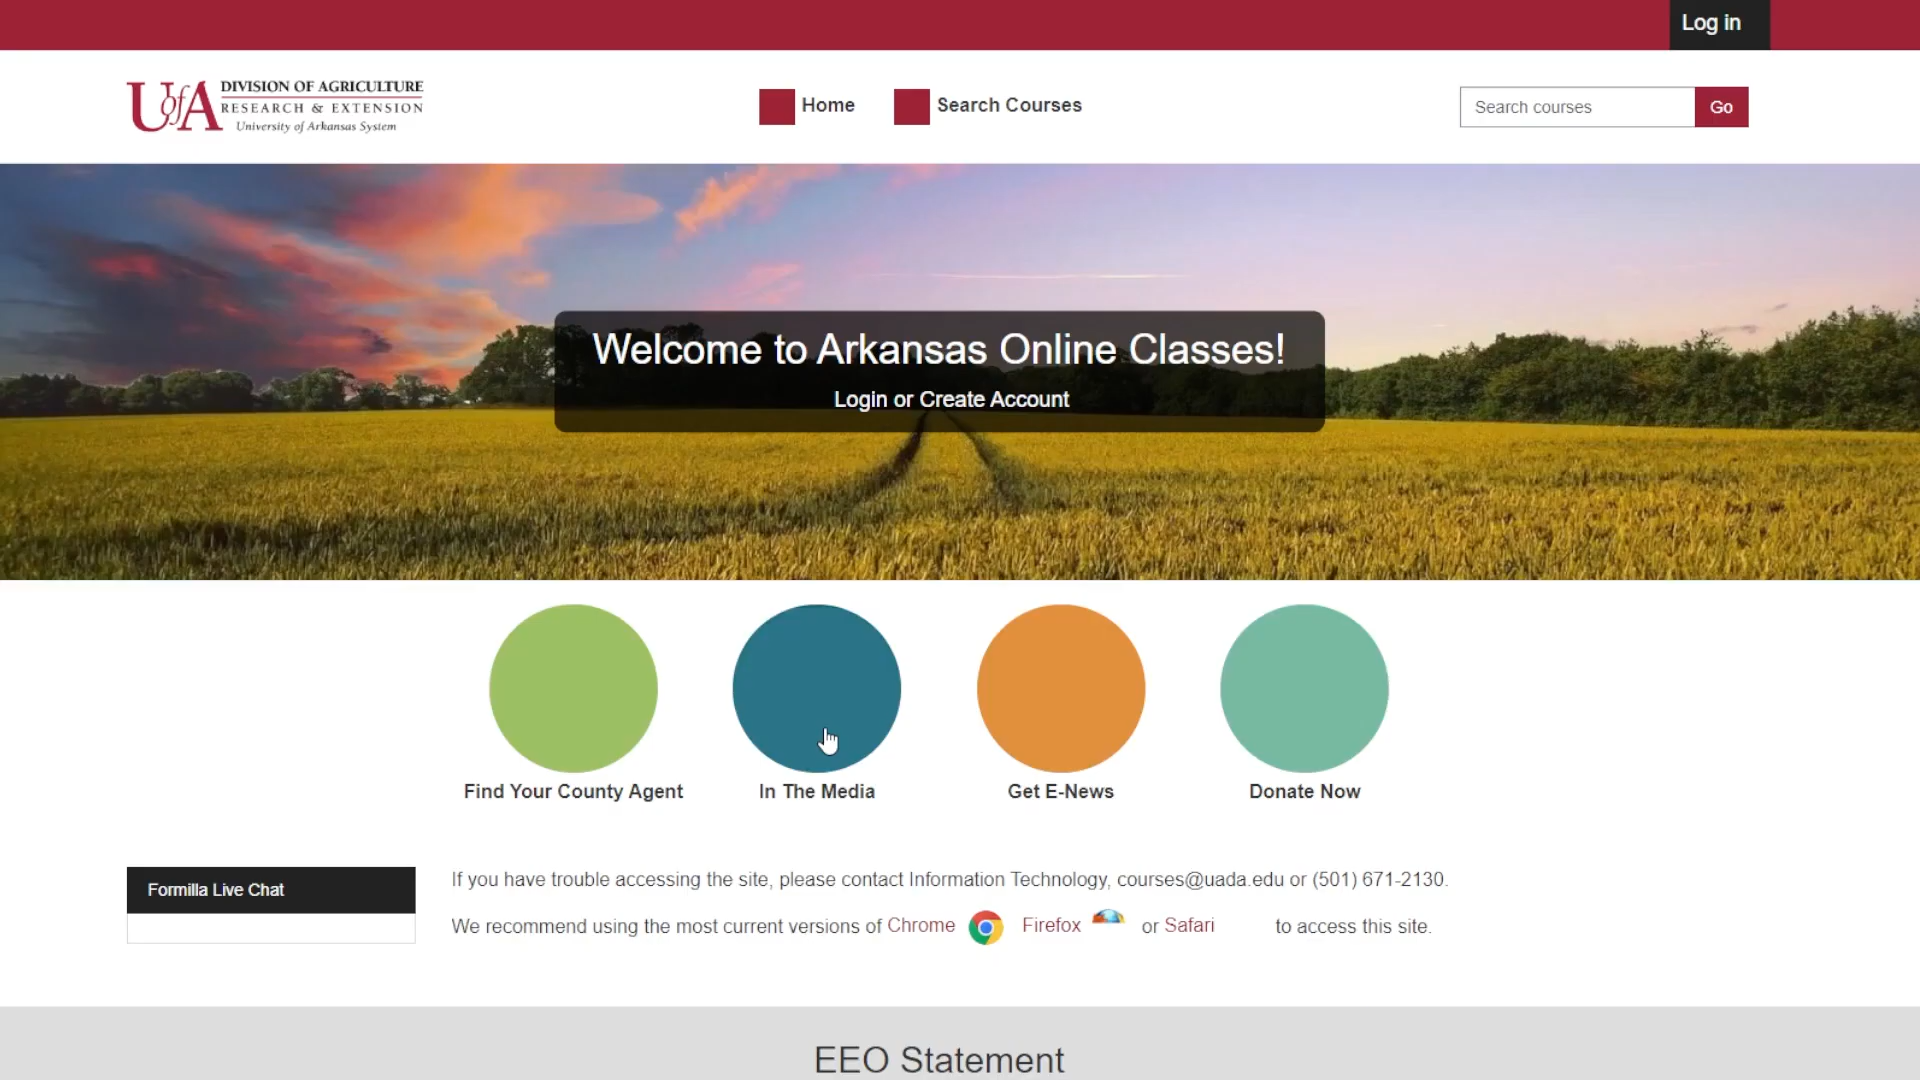 Log in
UofA DIVISION OF AGRICULTURE
RESEARCH & EXTENSION
University of Arkansas System
Home
Search Courses
Search courses
Go
Welcome to Arkansas Online Classes!
Login or Create Account
Find Your County Agent
In The Media
Get E-News
Donate Now
Formilla Live Chat
If you have trouble accessing the site, please contact Information Technology, courses@uada.edu or (501) 671-2130.
We recommend using the most current versions of Chrome Firefox or Safari to access this site.
EEO Statement